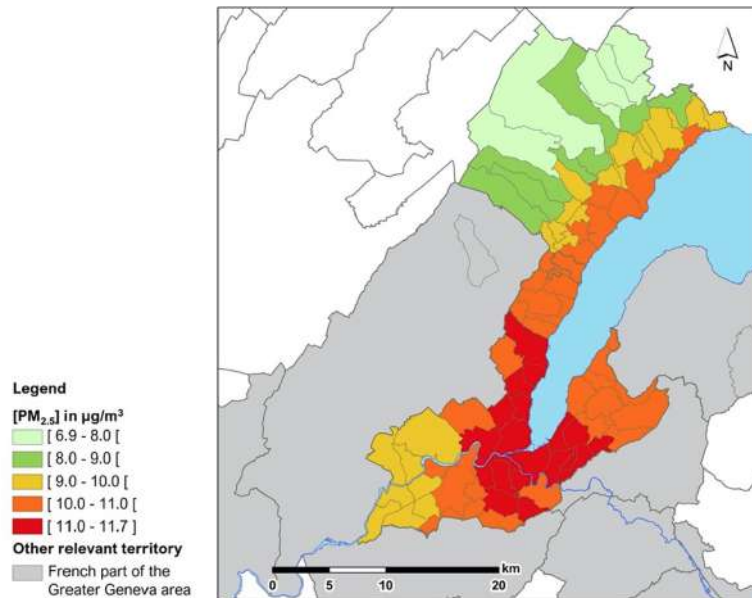 N
Legend
[PM2.5] in µg/m³
[ 6.9 - 8.0 [
[ 8.0 - 9.0 [
[ 9.0 - 10.0 [
[ 10.0 - 11.0 [
[ 11.0 - 11.7 ]
Other relevant territory
French part of the
Greater Geneva area
km
0 5 10 20